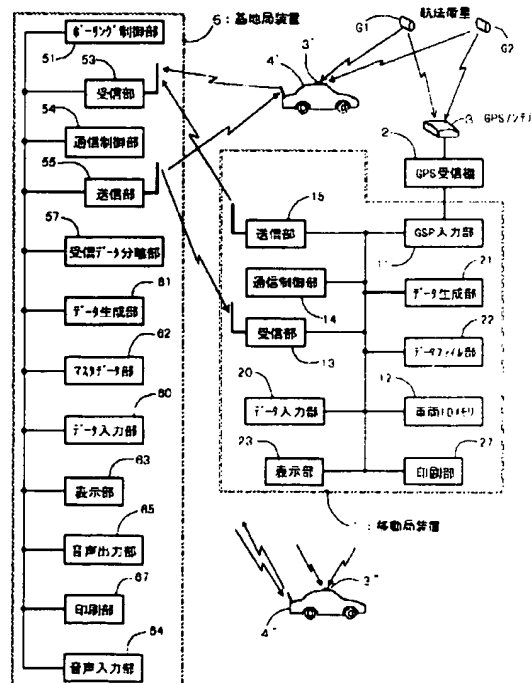 ポーリング制御部
51
53
受信部
54
通信制御部
55
送信部
57
受信データ分離部
61
データ生成部
62
マスタデータ部
60
データ入力部
63
表示部
65
音声出力部
67
印刷部
64
音声入力部
5:基地局装置
航法衛星
G1
G2
3'
4'
3
GPSアンテナ
2
GPS受信機
15
送信部
GSP入力部
11
21
データ生成部
通信制御部
14
22
データファイル部
受信部
13
20
データ入力部
12
車両IDメモリ
23
表示部
27
印刷部
1:移動局装置
3"
4"